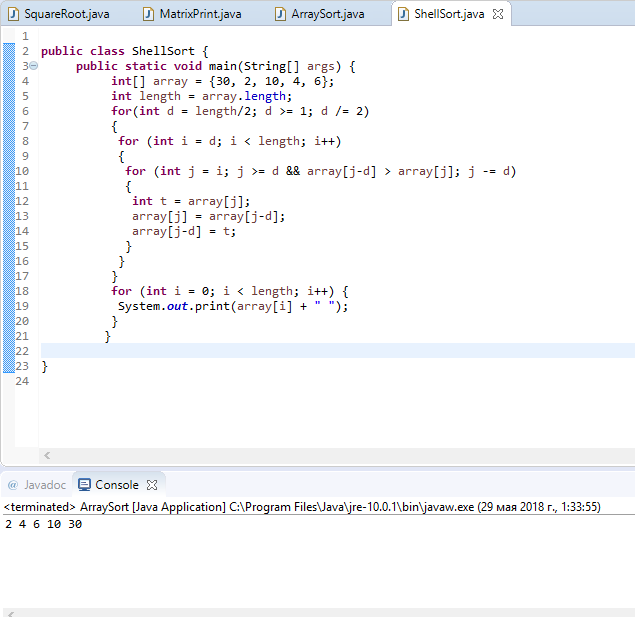 SquareRoot.java MatrixPrint.java ArraySort.java ShellSort.java
1
2 public class ShellSort {
3 public static void main(String[] args) {
4 int[] array = {30, 2, 10, 4, 6};
5 int length = array.length;
6 for(int d = length/2; d >= 1; d /= 2)
7 {
8 for (int i = d; i < length; i++)
9 {
10 for (int j = i; j >= d && array[j-d] > array[j]; j -= d)
11 {
12 int t = array[j];
13 array[j] = array[j-d];
14 array[j-d] = t;
15 }
16 }
17 }
18 for (int i = 0; i < length; i++) {
19 System.out.print(array[i] + " ");
20 }
21 }
22
23 }
24
@ Javadoc Console
<terminated> ArraySort [Java Application] C:\Program Files\Java\jre-10.0.1\bin\javaw.exe (29 мая 2018 г., 1:33:55)
2 4 6 10 30